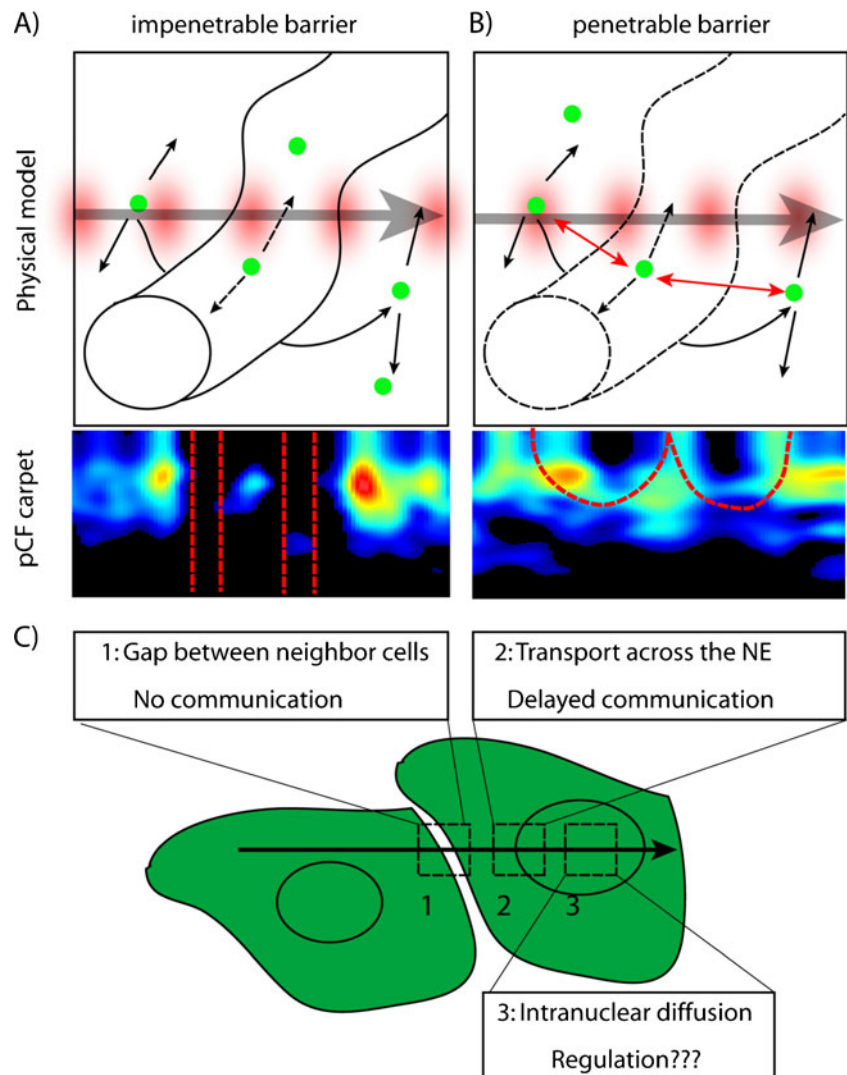 A)
impenetrable barrier
B)
penetrable barrier
Physical model
pCF carpet
C)
1: Gap between neighbor cells
No communication
2: Transport across the NE
Delayed communication
1
2
3
3: Intranuclear diffusion
Regulation???